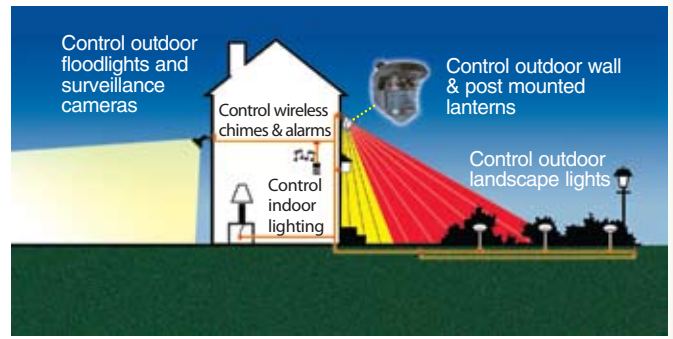 Control outdoor
floodlights and
surveillance
cameras
Control wireless
chimes & alarms
Control
indoor
lighting
Control outdoor wall
& post mounted
lanterns
Control outdoor
landscape lights